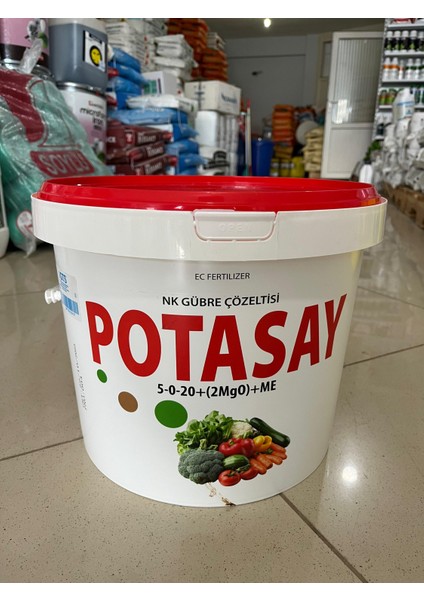 EC FERTILIZER
NK GÜBRE ÇÖZELTİSİ
POTASAY
5-0-20+(2MgO)+ME